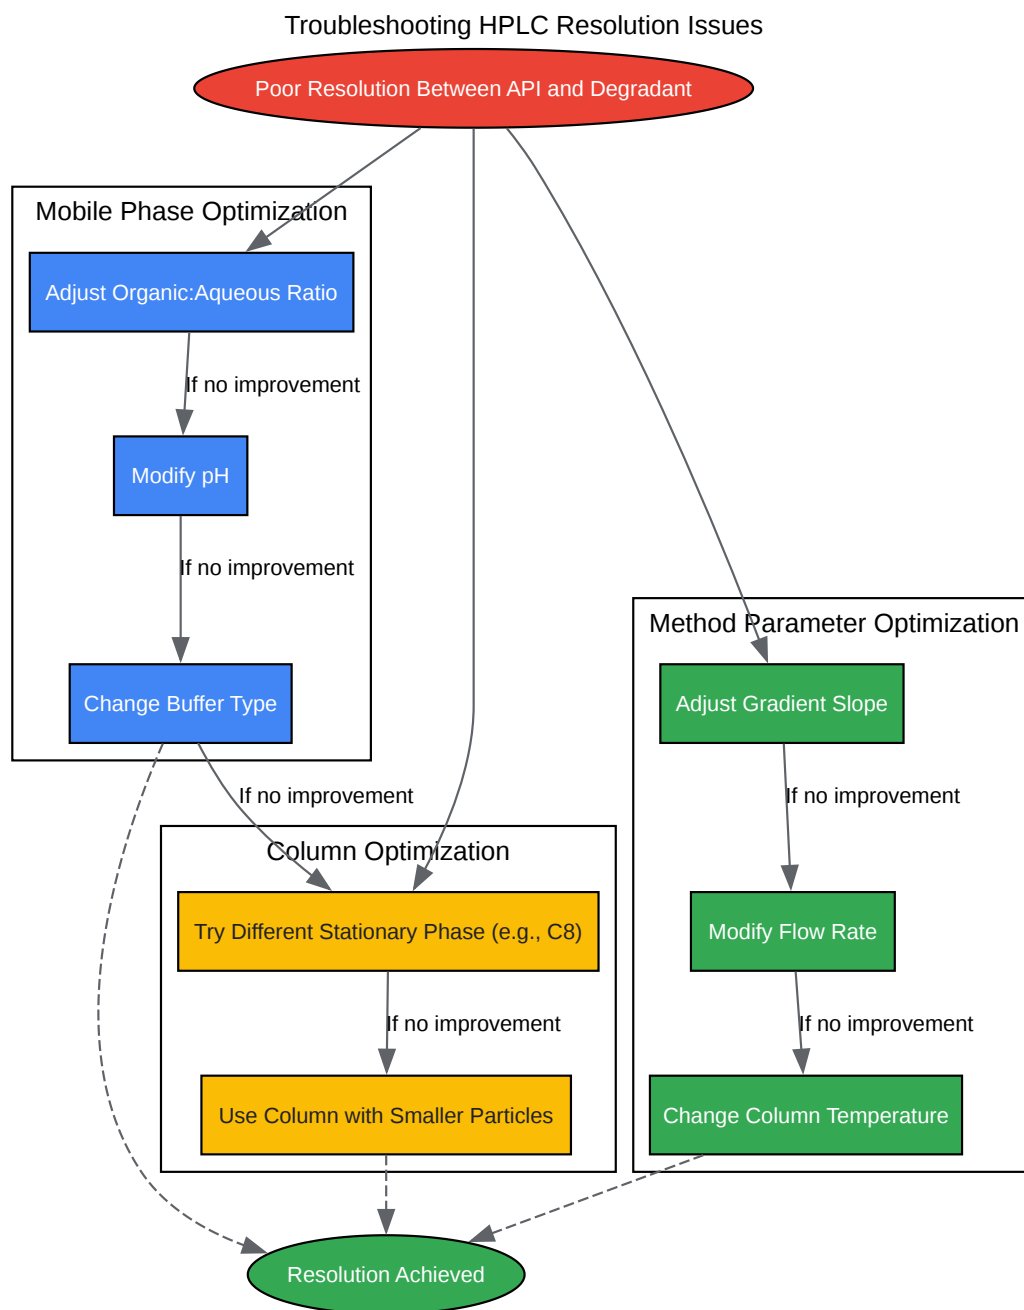 Troubleshooting HPLC Resolution Issues
Poor Resolution Between API and Degradant
Mobile Phase Optimization
Adjust Organic:Aqueous Ratio
If no improvement
Modify pH
If no improvement
Change Buffer Type
If no improvement
Column Optimization
Try Different Stationary Phase (e.g., C8)
If no improvement
Use Column with Smaller Particles
Method Parameter Optimization
Adjust Gradient Slope
If no improvement
Modify Flow Rate
If no improvement
Change Column Temperature
Resolution Achieved